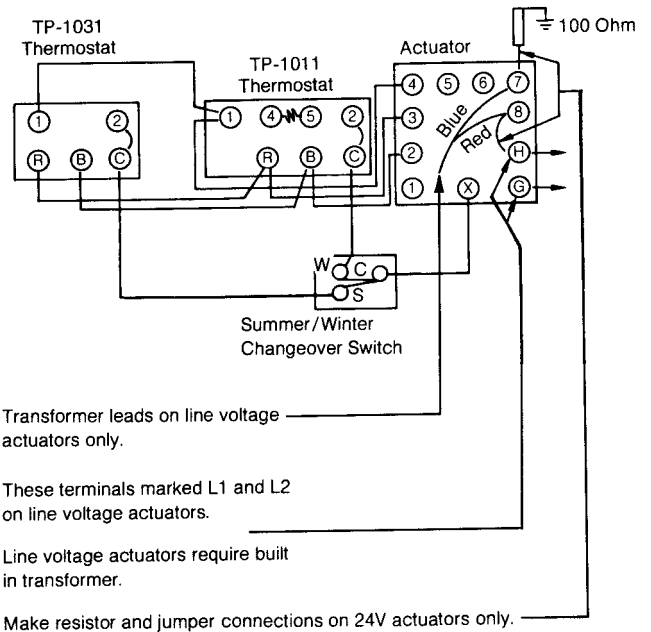 TP-1031
Thermostat
TP-1011
Thermostat
Actuator
100 Ohm
1
2
R
B
C
1
4
5
2
R
B
C
4
5
6
7
3
8
2
H
1
X
G
Blue
Red
W
C
S
Summer/Winter
Changeover Switch
Transformer leads on line voltage
actuators only.
These terminals marked L1 and L2
on line voltage actuators.
Line voltage actuators require built
in transformer.
Make resistor and jumper connections on 24V actuators only.